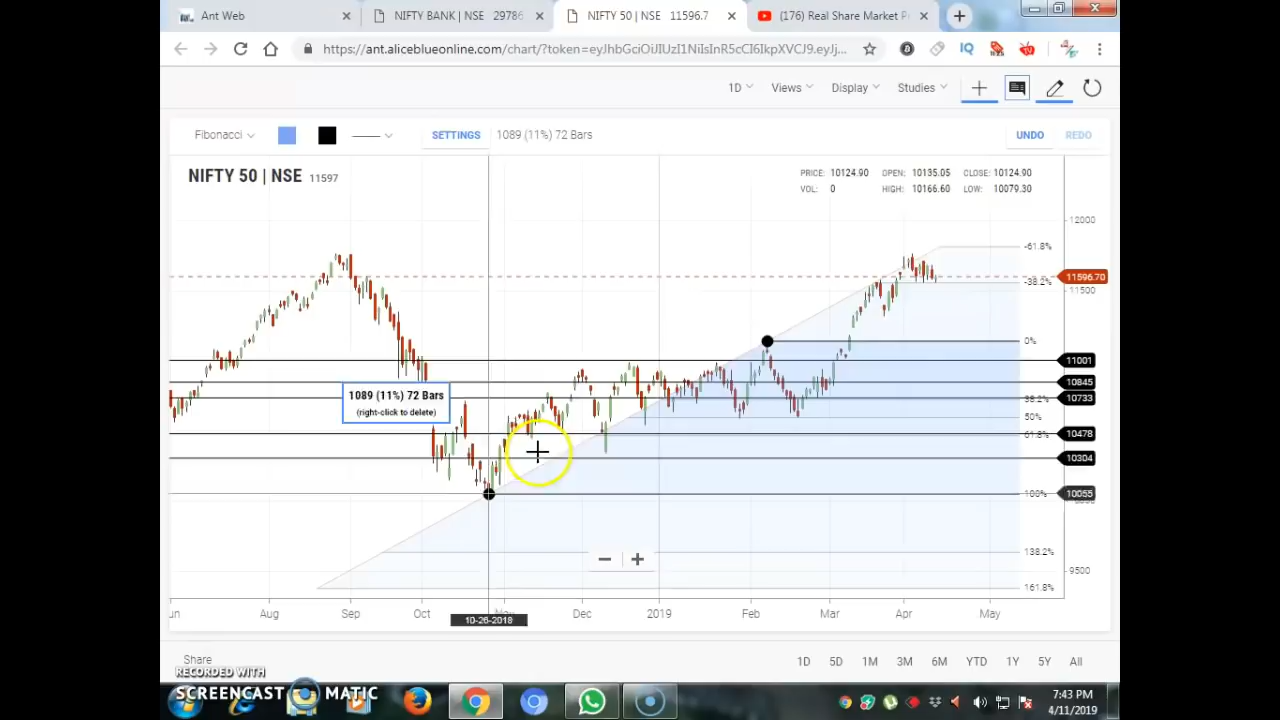 Ant Web
NIFTY BANK | NSE 29786
NIFTY 50 | NSE 11596.7
(176) Real Share Market P
https://ant.aliceblueonline.com/chart/?token=eyJhbGciOiJIUzI1NiIsInR5cCI6IkpXVCJ9.eyJj...
1D Views Display Studies
Fibonacci SETTINGS 1089 (11%) 72 Bars UNDO REDO
NIFTY 50 | NSE 11597
PRICE: 10124.90 OPEN: 10135.05 CLOSE: 10124.90
VOL: 0 HIGH: 10166.60 LOW: 10079.30
12000
-61.8%
11596.70
-38.2%
11500
0%
11001
10845
1089 (11%) 72 Bars
(right-click to delete)
38.2%
10733
50%
61.8%
10478
10304
100%
10055
138.2%
9500
161.8%
Aug Sep Oct Nov Dec 2019 Feb Mar Apr May
10-26-2018
Share
1D 5D 1M 3M 6M YTD 1Y 5Y All
RECORDED WITH
SCREENCAST MATIC
7:43 PM
4/11/2019